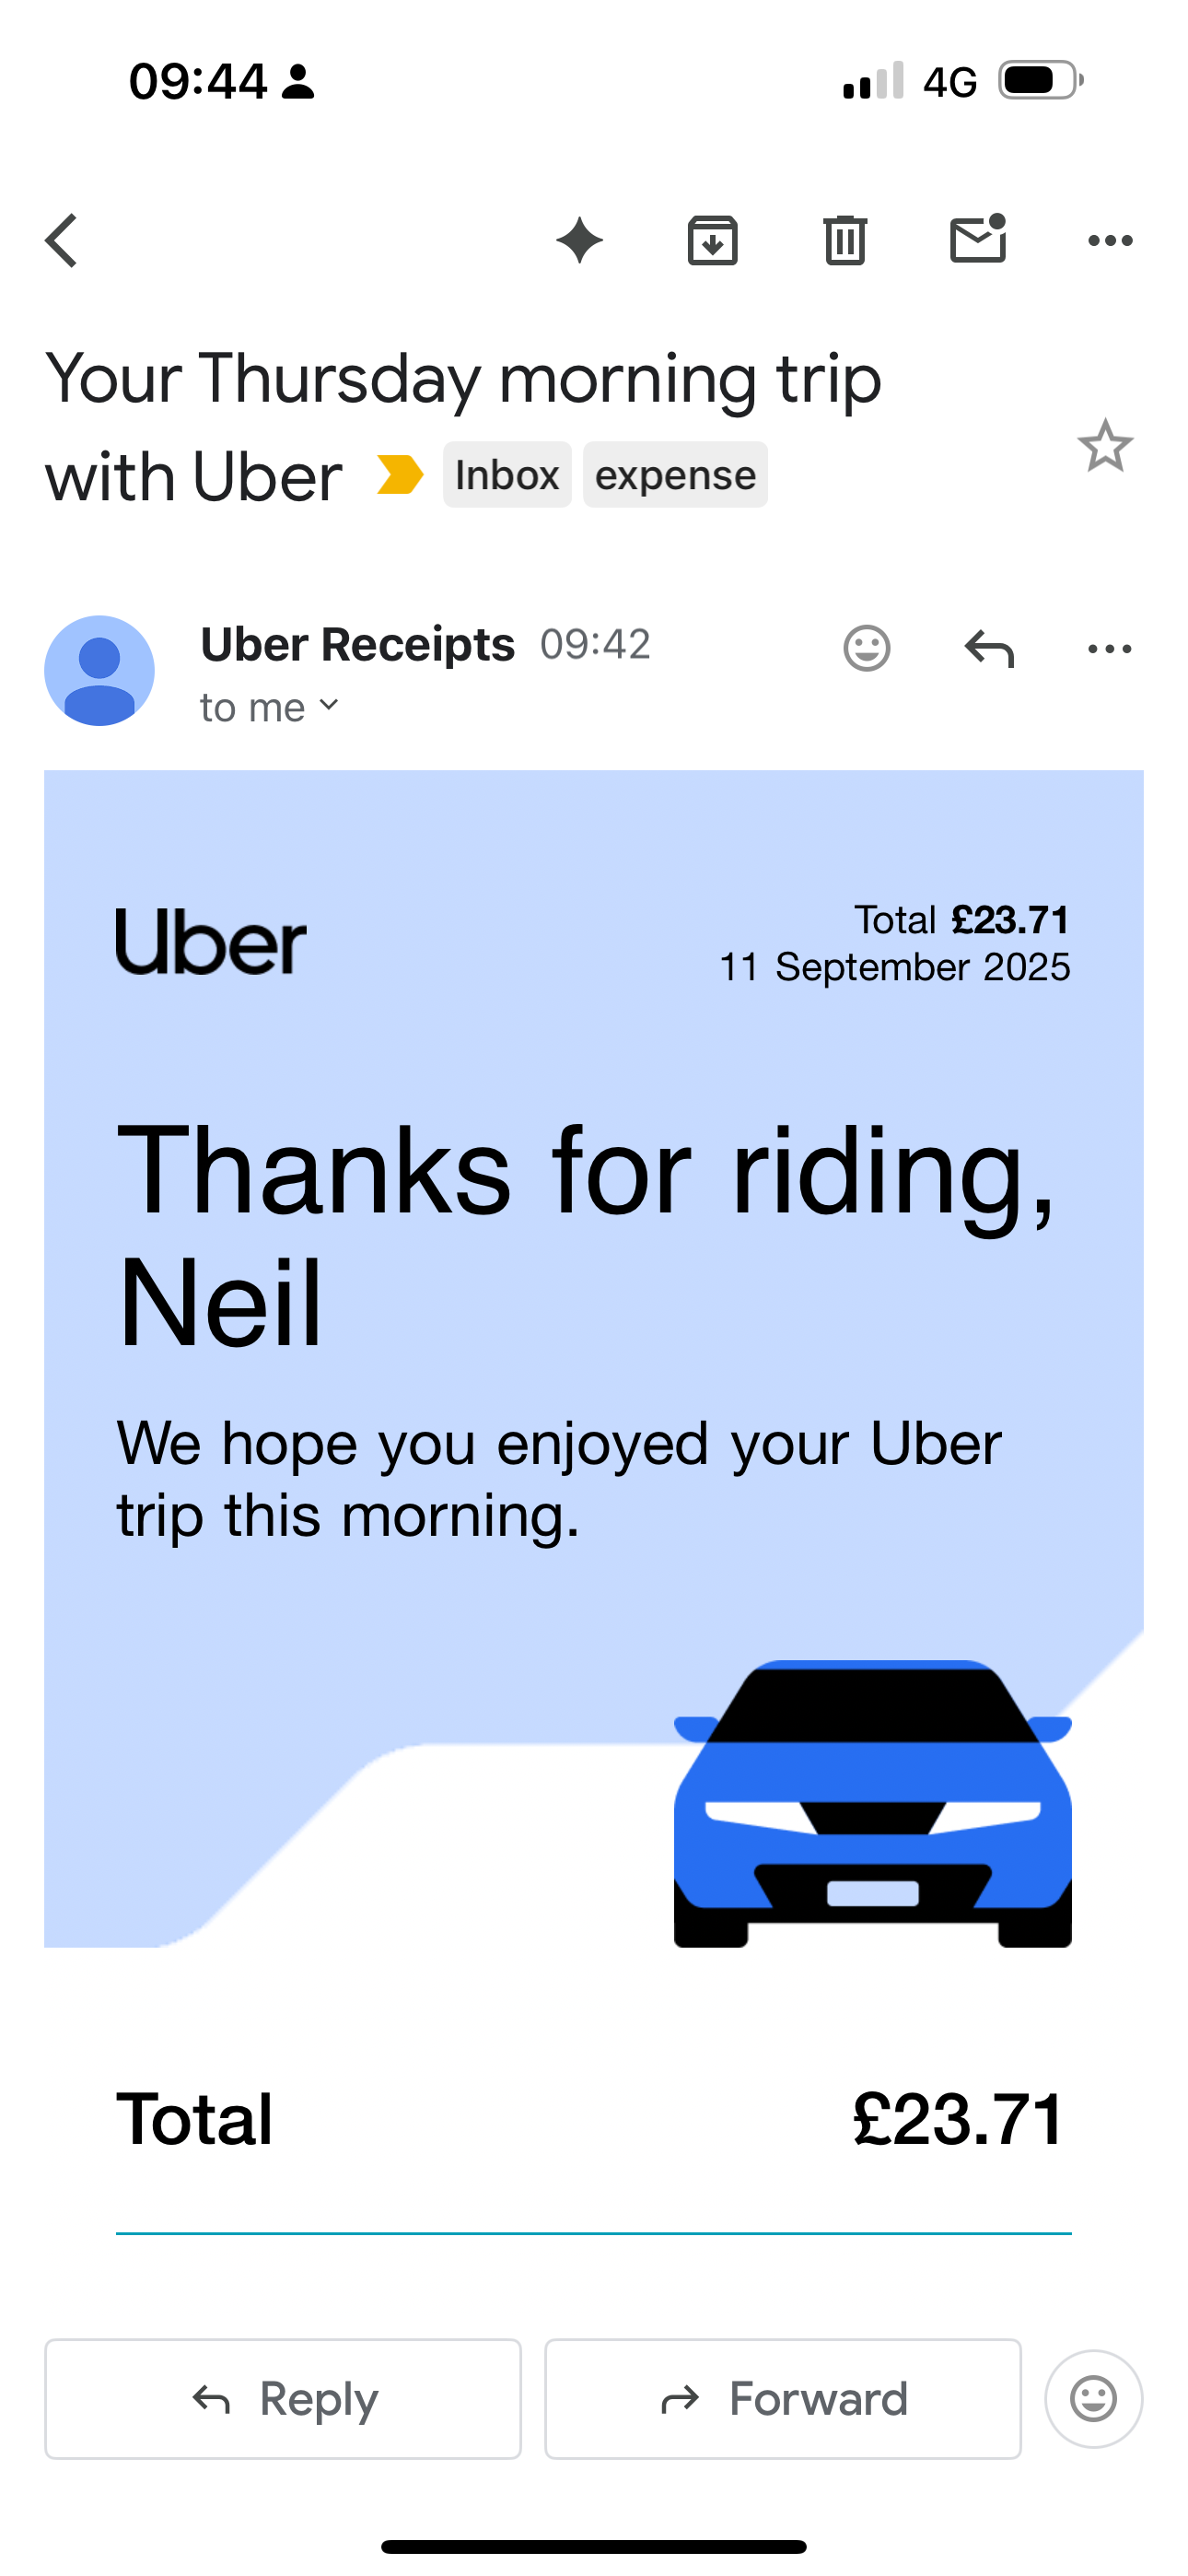 09:44
4G
Your Thursday morning trip
with Uber Inbox expense
Uber Receipts 09:42
to me
Uber
Total £23.71
11 September 2025
Thanks for riding,
Neil
We hope you enjoyed your Uber
trip this morning.
Total £23.71
Reply Forward